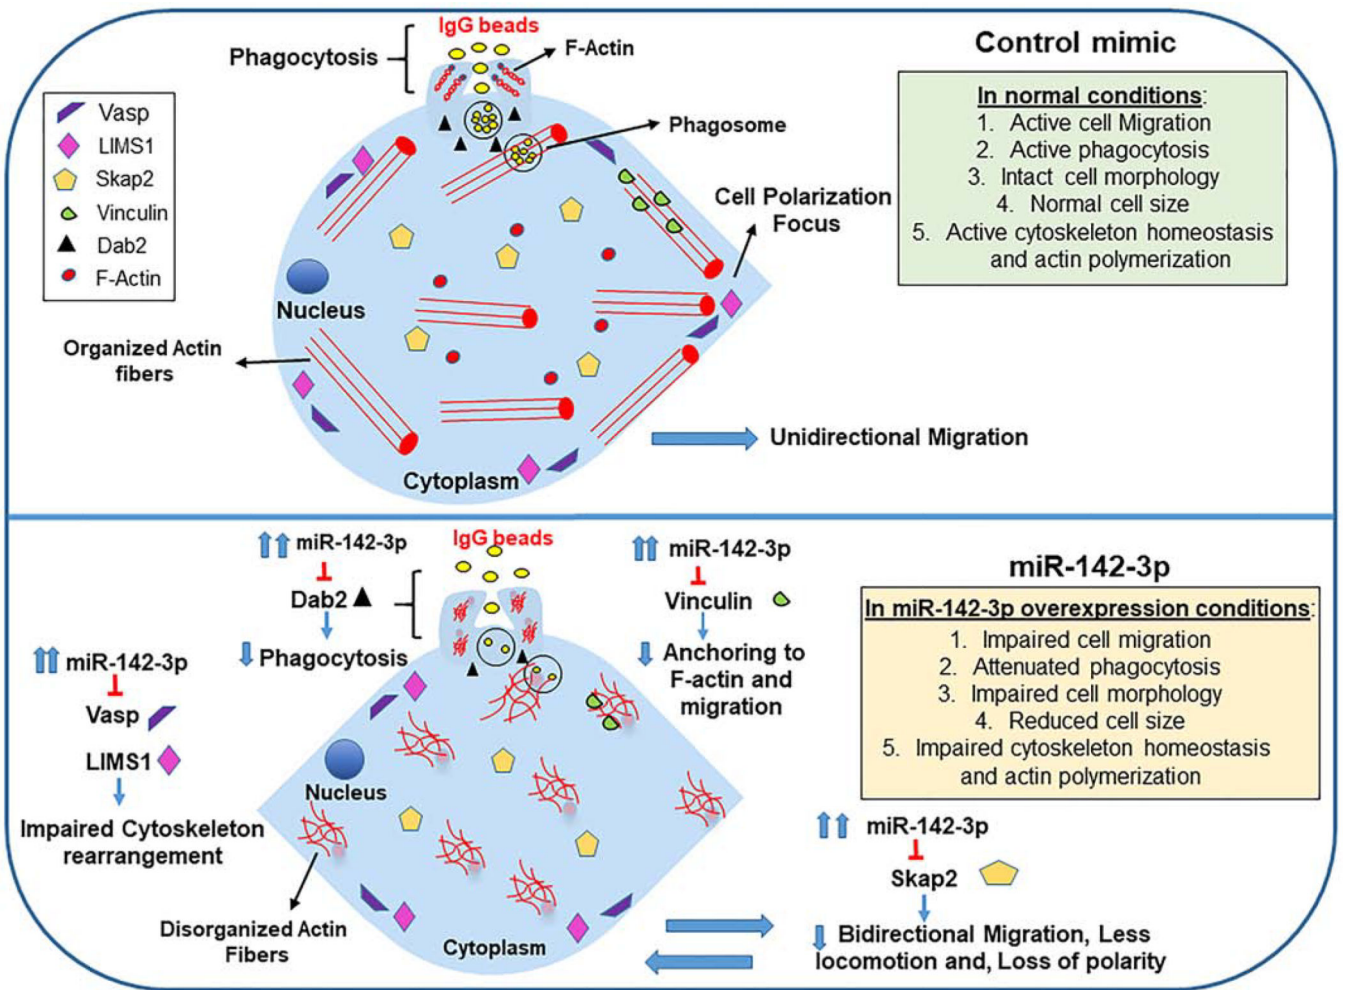 IgG beads
Phagocytosis
F-Actin
Control mimic
Vasp
LIMS1
Skap2
Vinculin
Dab2
F-Actin
Phagosome
Cell Polarization
Focus
In normal conditions:
1. Active cell Migration
2. Active phagocytosis
3. Intact cell morphology
4. Normal cell size
5. Active cytoskeleton homeostasis
and actin polymerization
Nucleus
Organized Actin
fibers
Unidirectional Migration
Cytoplasm
miR-142-3p
Dab2
Phagocytosis
IgG beads
miR-142-3p
Vinculin
Anchoring to
F-actin and
migration
miR-142-3p
In miR-142-3p overexpression conditions:
1. Impaired cell migration
2. Attenuated phagocytosis
3. Impaired cell morphology
4. Reduced cell size
5. Impaired cytoskeleton homeostasis
and actin polymerization
miR-142-3p
Vasp
LIMS1
Impaired Cytoskeleton
rearrangement
Nucleus
Disorganized Actin
Fibers
Cytoplasm
miR-142-3p
Skap2
Bidirectional Migration, Less
locomotion and, Loss of polarity